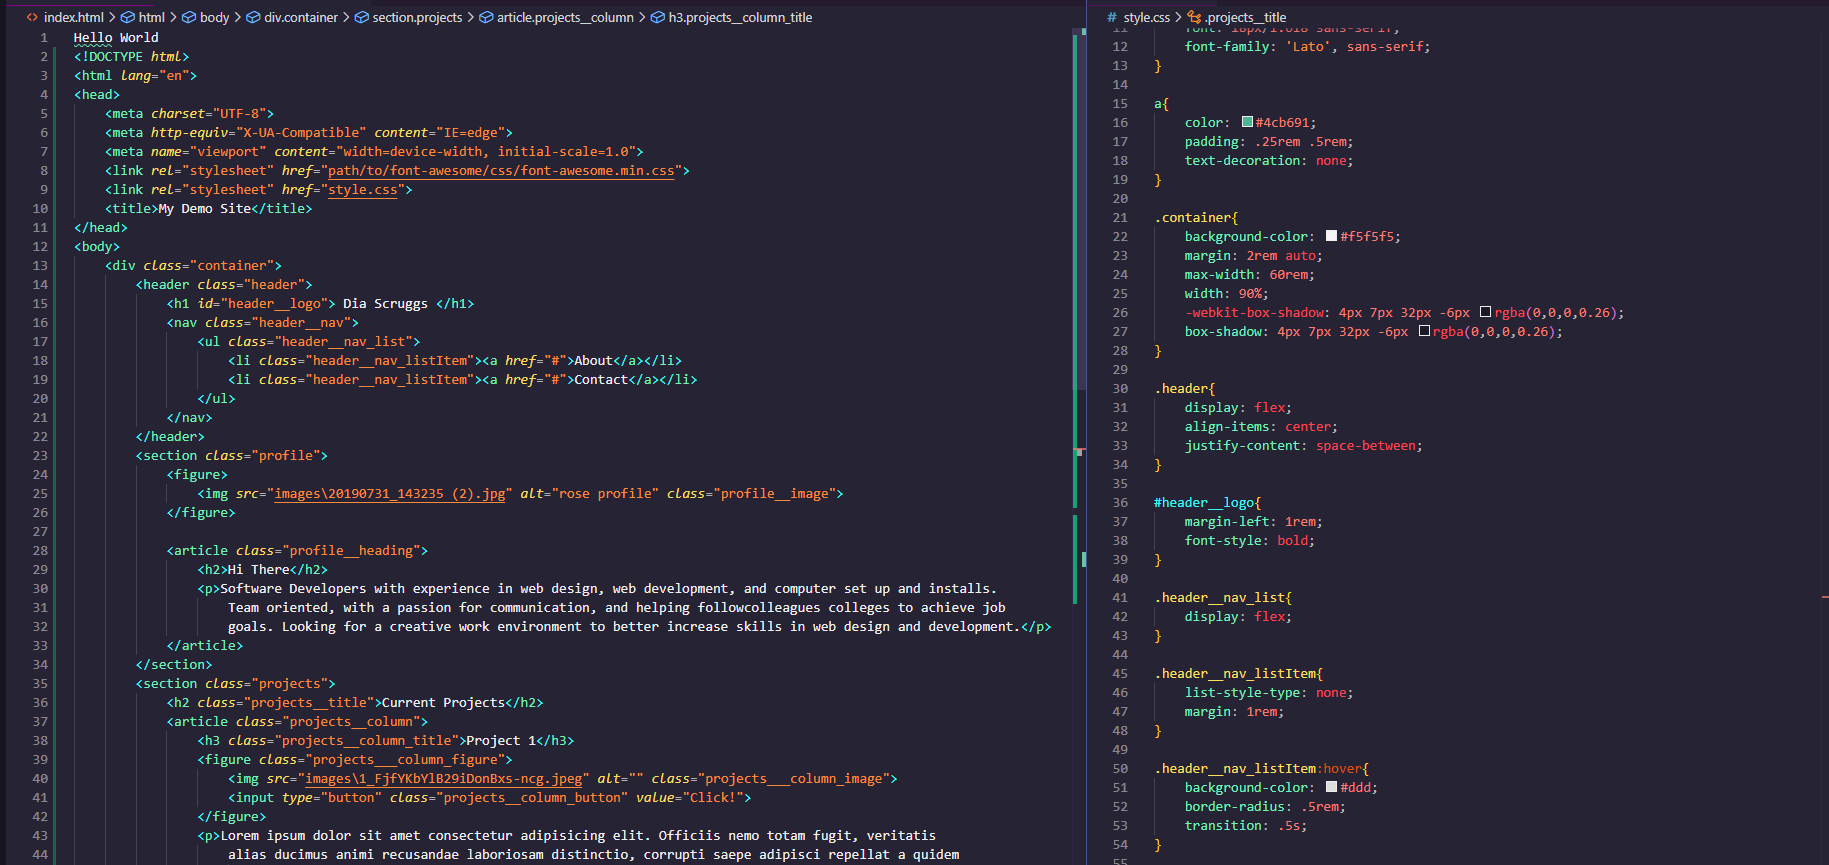 index.html > html > body > div.container > section.projects > article.projects__column > h3.projects__column_title
1 Hello World
2 <!DOCTYPE html>
3 <html lang="en">
4 <head>
5 <meta charset="UTF-8">
6 <meta http-equiv="X-UA-Compatible" content="IE=edge">
7 <meta name="viewport" content="width=device-width, initial-scale=1.0">
8 <link rel="stylesheet" href="path/to/font-awesome/css/font-awesome.min.css">
9 <link rel="stylesheet" href="style.css">
10 <title>My Demo Site</title>
11 </head>
12 <body>
13 <div class="container">
14 <header class="header">
15 <h1 id="header__logo"> Dia Scruggs </h1>
16 <nav class="header__nav">
17 <ul class="header__nav_list">
18 <li class="header__nav_listItem"><a href="#">About</a></li>
19 <li class="header__nav_listItem"><a href="#">Contact</a></li>
20 </ul>
21 </nav>
22 </header>
23 <section class="profile">
24 <figure>
25 <img src="images\20190731_143235 (2).jpg" alt="rose profile" class="profile__image">
26 </figure>
27
28 <article class="profile__heading">
29 <h2>Hi There</h2>
30 <p>Software Developers with experience in web design, web development, and computer set up and installs.
31 Team oriented, with a passion for communication, and helping followcolleagues colleges to achieve job
32 goals. Looking for a creative work environment to better increase skills in web design and development.</p>
33 </article>
34 </section>
35 <section class="projects">
36 <h2 class="projects__title">Current Projects</h2>
37 <article class="projects__column">
38 <h3 class="projects__column_title">Project 1</h3>
39 <figure class="projects___column_figure">
40 <img src="images\1_FjfYKbYlB29iDonBxs-ncg.jpeg" alt="" class="projects___column_image">
41 <input type="button" class="projects__column_button" value="Click!">
42 </figure>
43 <p>Lorem ipsum dolor sit amet consectetur adipisicing elit. Officiis nemo totam fugit, veritatis
44 alias ducimus animi recusandae laboriosam distinctio, corrupti saepe adipisci repellat a quidem
# style.css > .projects__title
11 font: 18px/1.618 sans-serif;
12 font-family: 'Lato', sans-serif;
13 }
14
15 a{
16 color: #4cb691;
17 padding: .25rem .5rem;
18 text-decoration: none;
19 }
20
21 .container{
22 background-color: #f5f5f5;
23 margin: 2rem auto;
24 max-width: 60rem;
25 width: 90%;
26 -webkit-box-shadow: 4px 7px 32px -6px rgba(0,0,0,0.26);
27 box-shadow: 4px 7px 32px -6px rgba(0,0,0,0.26);
28 }
29
30 .header{
31 display: flex;
32 align-items: center;
33 justify-content: space-between;
34 }
35
36 #header__logo{
37 margin-left: 1rem;
38 font-style: bold;
39 }
40
41 .header__nav_list{
42 display: flex;
43 }
44
45 .header__nav_listItem{
46 list-style-type: none;
47 margin: 1rem;
48 }
49
50 .header__nav_listItem:hover{
51 background-color: #ddd;
52 border-radius: .5rem;
53 transition: .5s;
54 }
55